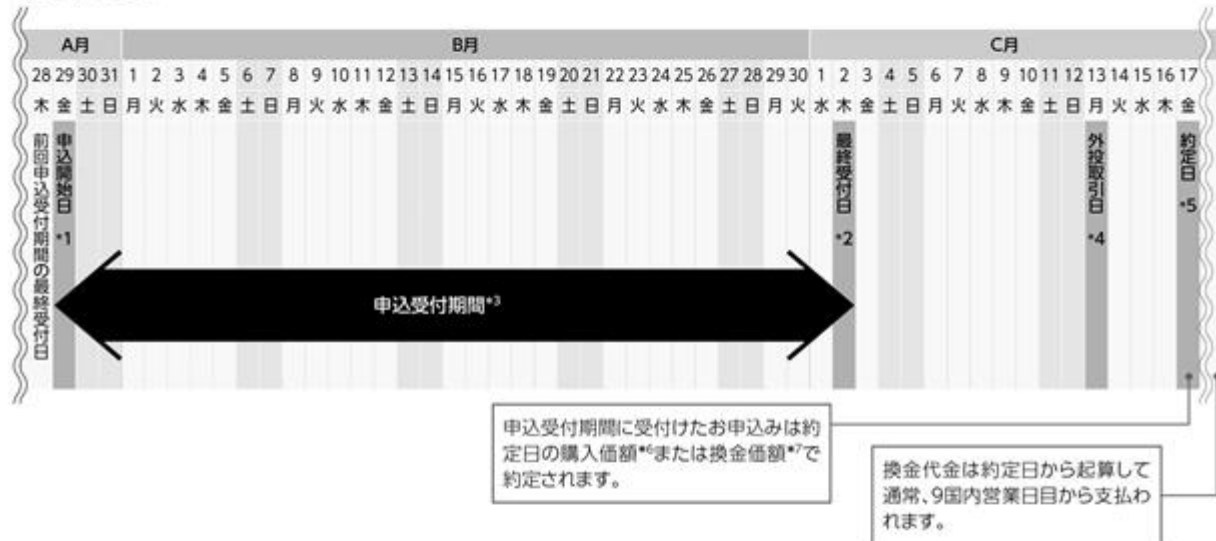 A月 B月 C月
28 29 30 31 1 2 3 4 5 6 7 8 9 10 11 12 13 14 15 16 17 18 19 20 21 22 23 24 25 26 27 28 29 30 1 2 3 4 5 6 7 8 9 10 11 12 13 14 15 16 17
木 金 土 日 月 火 水 木 金 土 日 月 火 水 木 金 土 日 月 火 水 木 金 土 日 月 火 水 木 金 土 日 月 火 水 木 金 土 日 月 火 水 木 金 土 日 月 火 水 木 金
前回申込受付期間の最終受付日
申込開始日 *1
最終受付日 *2
外投取引日 *4
約定日 *5
申込受付期間*3
申込受付期間に受付けたお申込みは約
定日の購入価額*6または換金価額*7で
約定されます。
換金代金は約定日から起算して
通常、9国内営業日目から支払わ
れます。